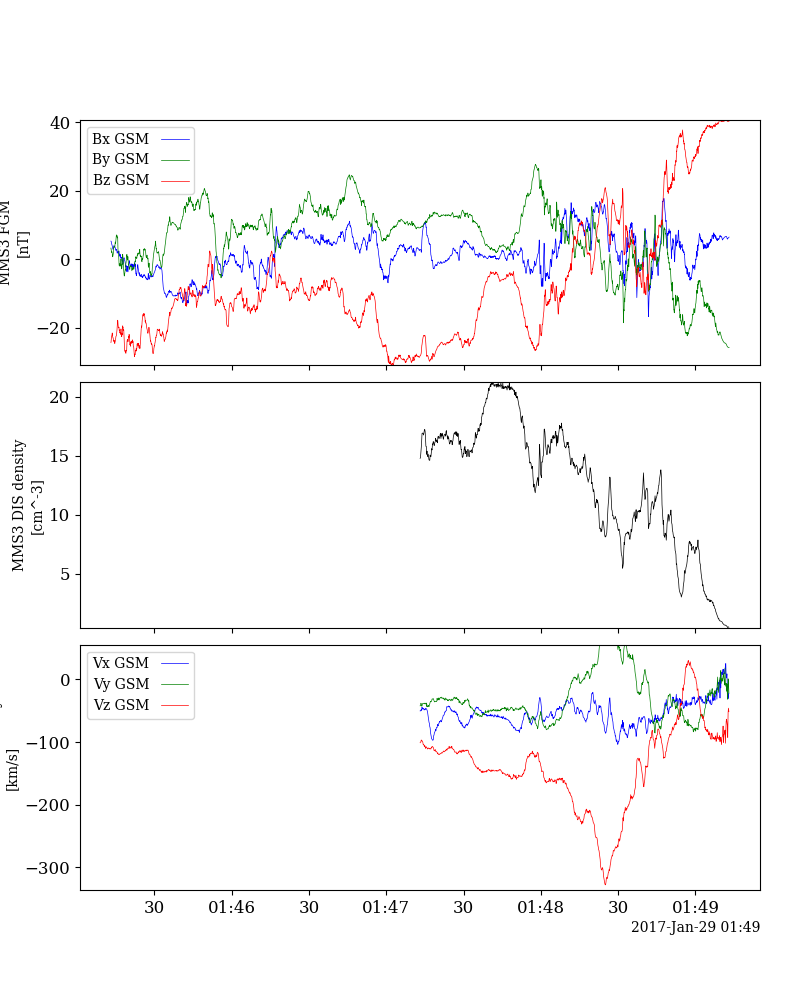 40
20
0
−20
MMS3 FGM
[nT]
Bx GSM
By GSM
Bz GSM
20
15
10
5
MMS3 DIS density
[cm^-3]
0
−100
−200
−300
[km/s]
Vx GSM
Vy GSM
Vz GSM
30 01:46 30 01:47 30 01:48 30 01:49
2017-Jan-29 01:49